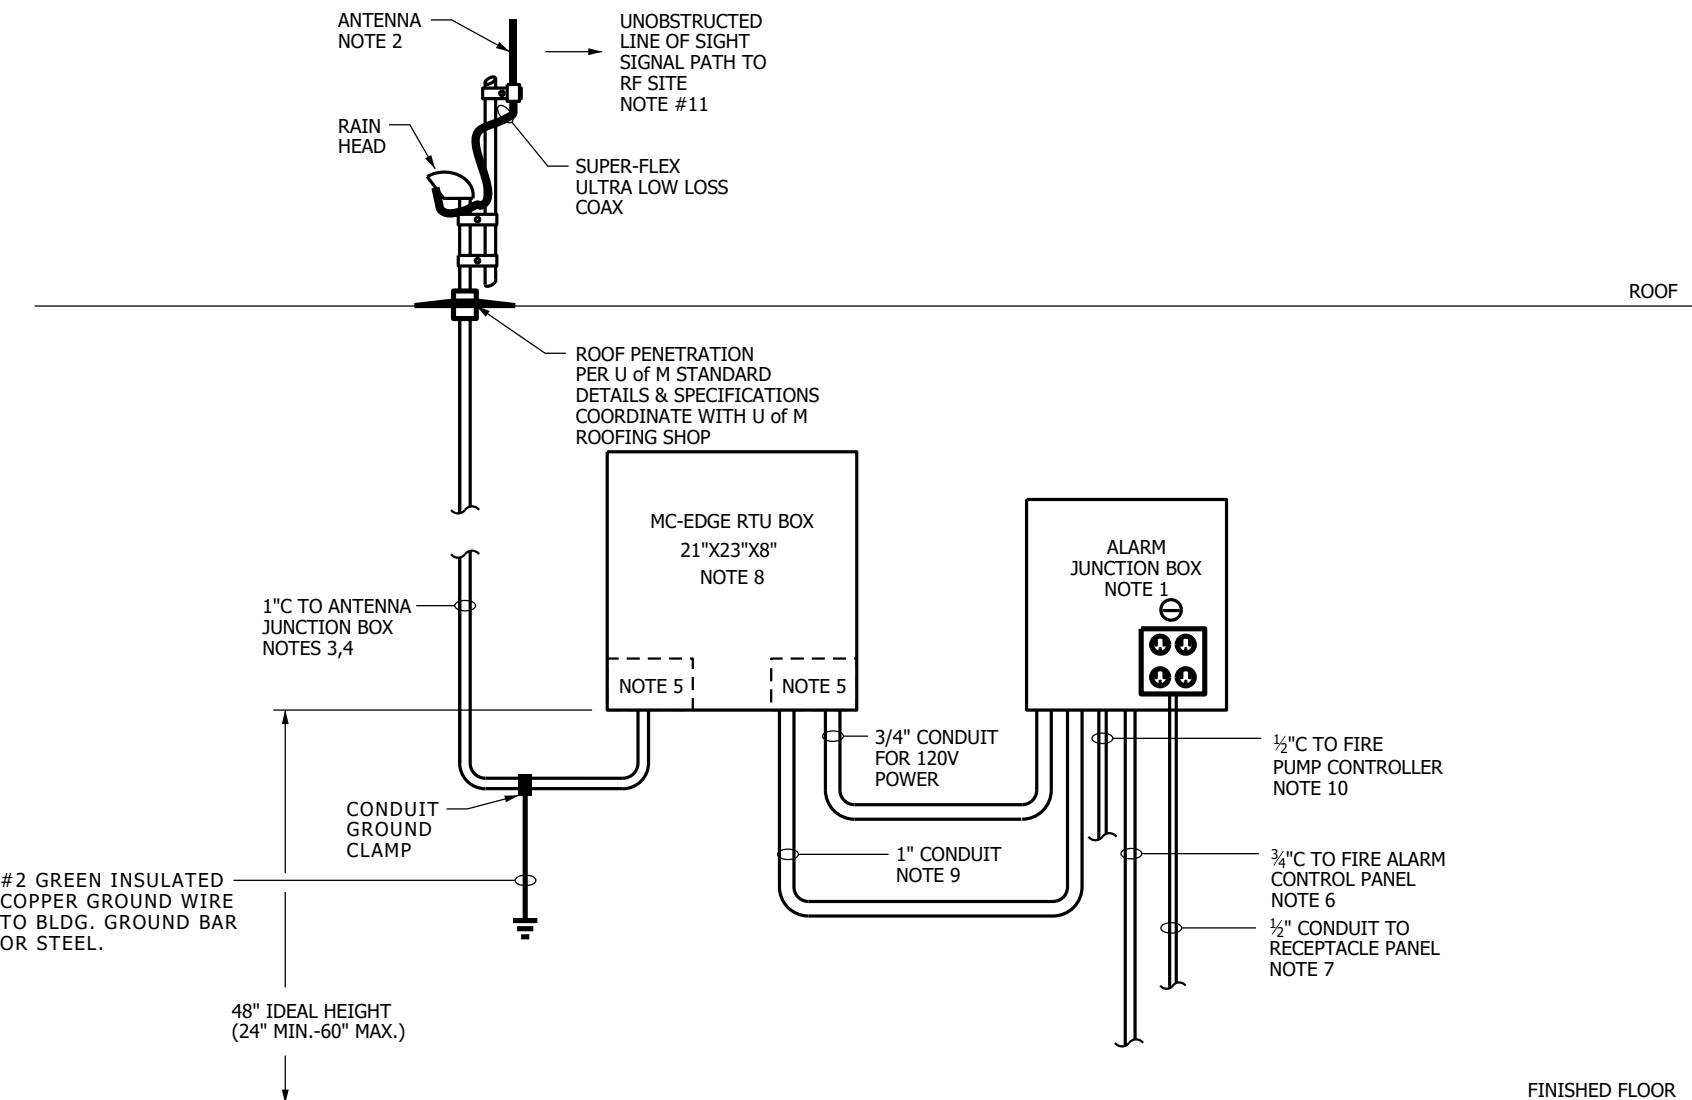 ANTENNA
NOTE 2
UNOBSTRUCTED
LINE OF SIGHT
SIGNAL PATH TO
RF SITE
NOTE #11
RAIN
HEAD
SUPER-FLEX
ULTRA LOW LOSS
COAX
ROOF
ROOF PENETRATION
PER U of M STANDARD
DETAILS & SPECIFICATIONS
COORDINATE WITH U of M
ROOFING SHOP
MC-EDGE RTU BOX
21"X23"X8"
NOTE 8
ALARM
JUNCTION BOX
NOTE 1
1"C TO ANTENNA
JUNCTION BOX
NOTES 3,4
NOTE 5
NOTE 5
3/4" CONDUIT
FOR 120V
POWER
½"C TO FIRE
PUMP CONTROLLER
NOTE 10
CONDUIT
GROUND
CLAMP
1" CONDUIT
NOTE 9
¾"C TO FIRE ALARM
CONTROL PANEL
NOTE 6
#2 GREEN INSULATED
COPPER GROUND WIRE
TO BLDG. GROUND BAR
OR STEEL.
½" CONDUIT TO
RECEPTACLE PANEL
NOTE 7
48" IDEAL HEIGHT
(24" MIN.-60" MAX.)
FINISHED FLOOR